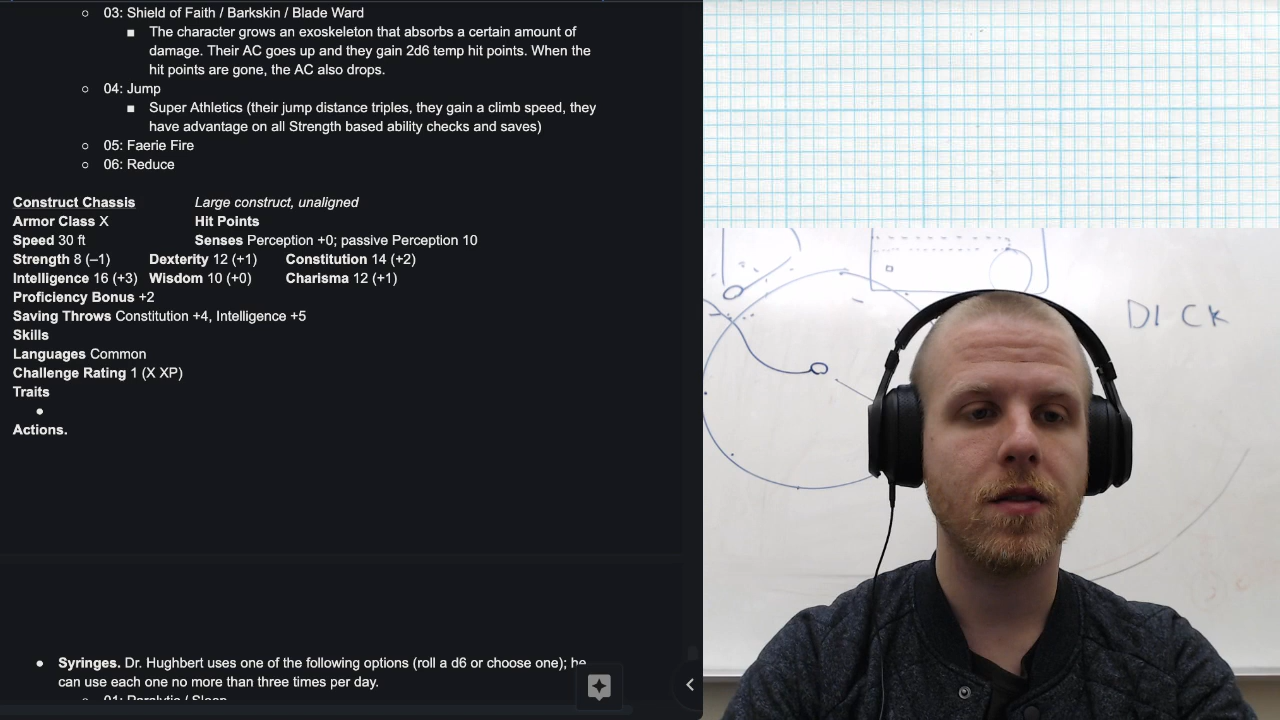 03: Shield of Faith / Barkskin / Blade Ward
The character grows an exoskeleton that absorbs a certain amount of
damage. Their AC goes up and they gain 2d6 temp hit points. When the
hit points are gone, the AC also drops.
04: Jump
Super Athletics (their jump distance triples, they gain a climb speed, they
have advantage on all Strength based ability checks and saves)
05: Faerie Fire
06: Reduce
Construct Chassis Large construct, unaligned
Armor Class X Hit Points
Speed 30 ft Senses Perception +0; passive Perception 10
Strength 8 (–1) Dexterity 12 (+1) Constitution 14 (+2)
Intelligence 16 (+3) Wisdom 10 (+0) Charisma 12 (+1)
Proficiency Bonus +2
Saving Throws Constitution +4, Intelligence +5
Skills
Languages Common
Challenge Rating 1 (X XP)
Traits
Actions.
Syringes. Dr. Hughbert uses one of the following options (roll a d6 or choose one); he
can use each one no more than three times per day.
01: Paralytic / Sleep
DICK